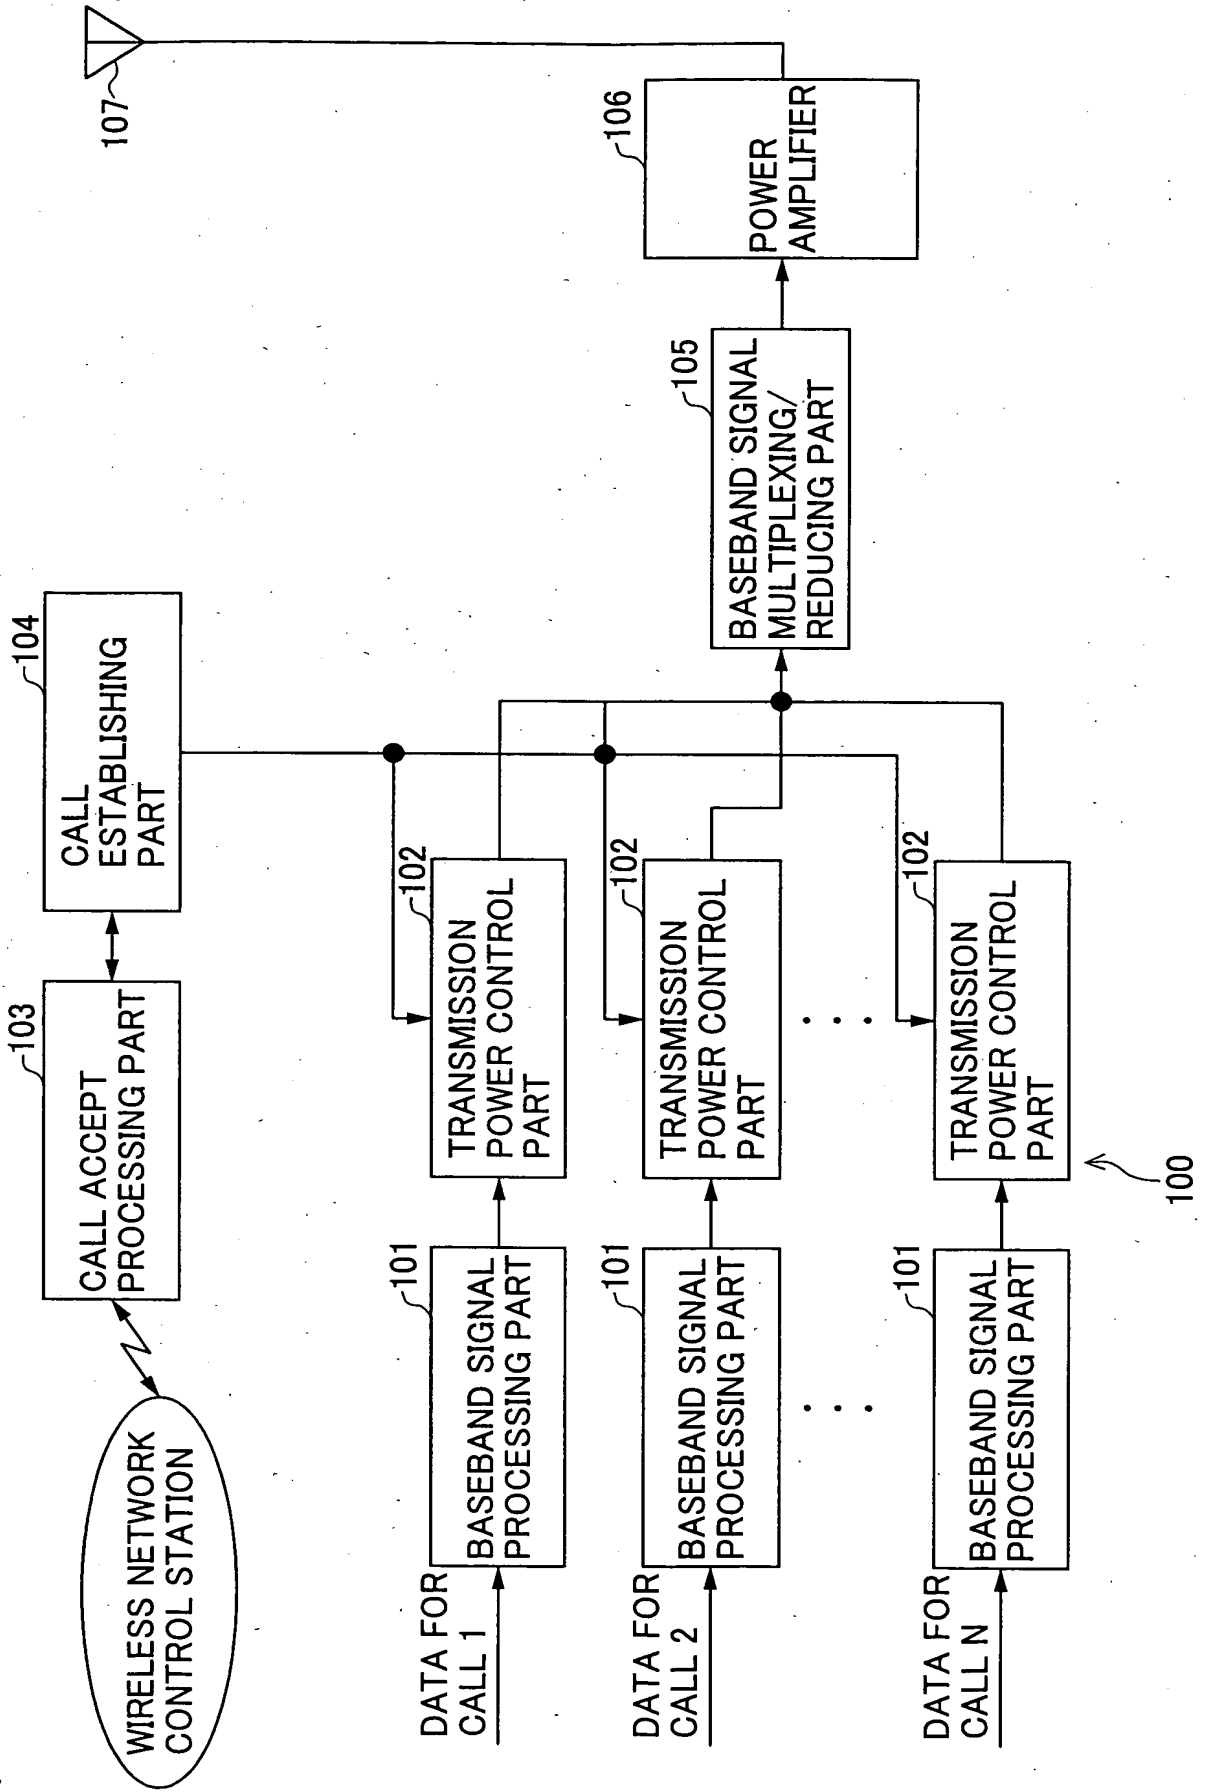 WIRELESS NETWORK
CONTROL STATION
103
CALL ACCEPT
PROCESSING PART
104
CALL
ESTABLISHING
PART
107
DATA FOR
CALL 1
101
BASEBAND SIGNAL
PROCESSING PART
102
TRANSMISSION
POWER CONTROL
PART
DATA FOR
CALL 2
101
BASEBAND SIGNAL
PROCESSING PART
102
TRANSMISSION
POWER CONTROL
PART
105
BASEBAND SIGNAL
MULTIPLEXING/
REDUCING PART
106
POWER
AMPLIFIER
. . .
. . .
DATA FOR
CALL N
101
BASEBAND SIGNAL
PROCESSING PART
102
TRANSMISSION
POWER CONTROL
PART
100